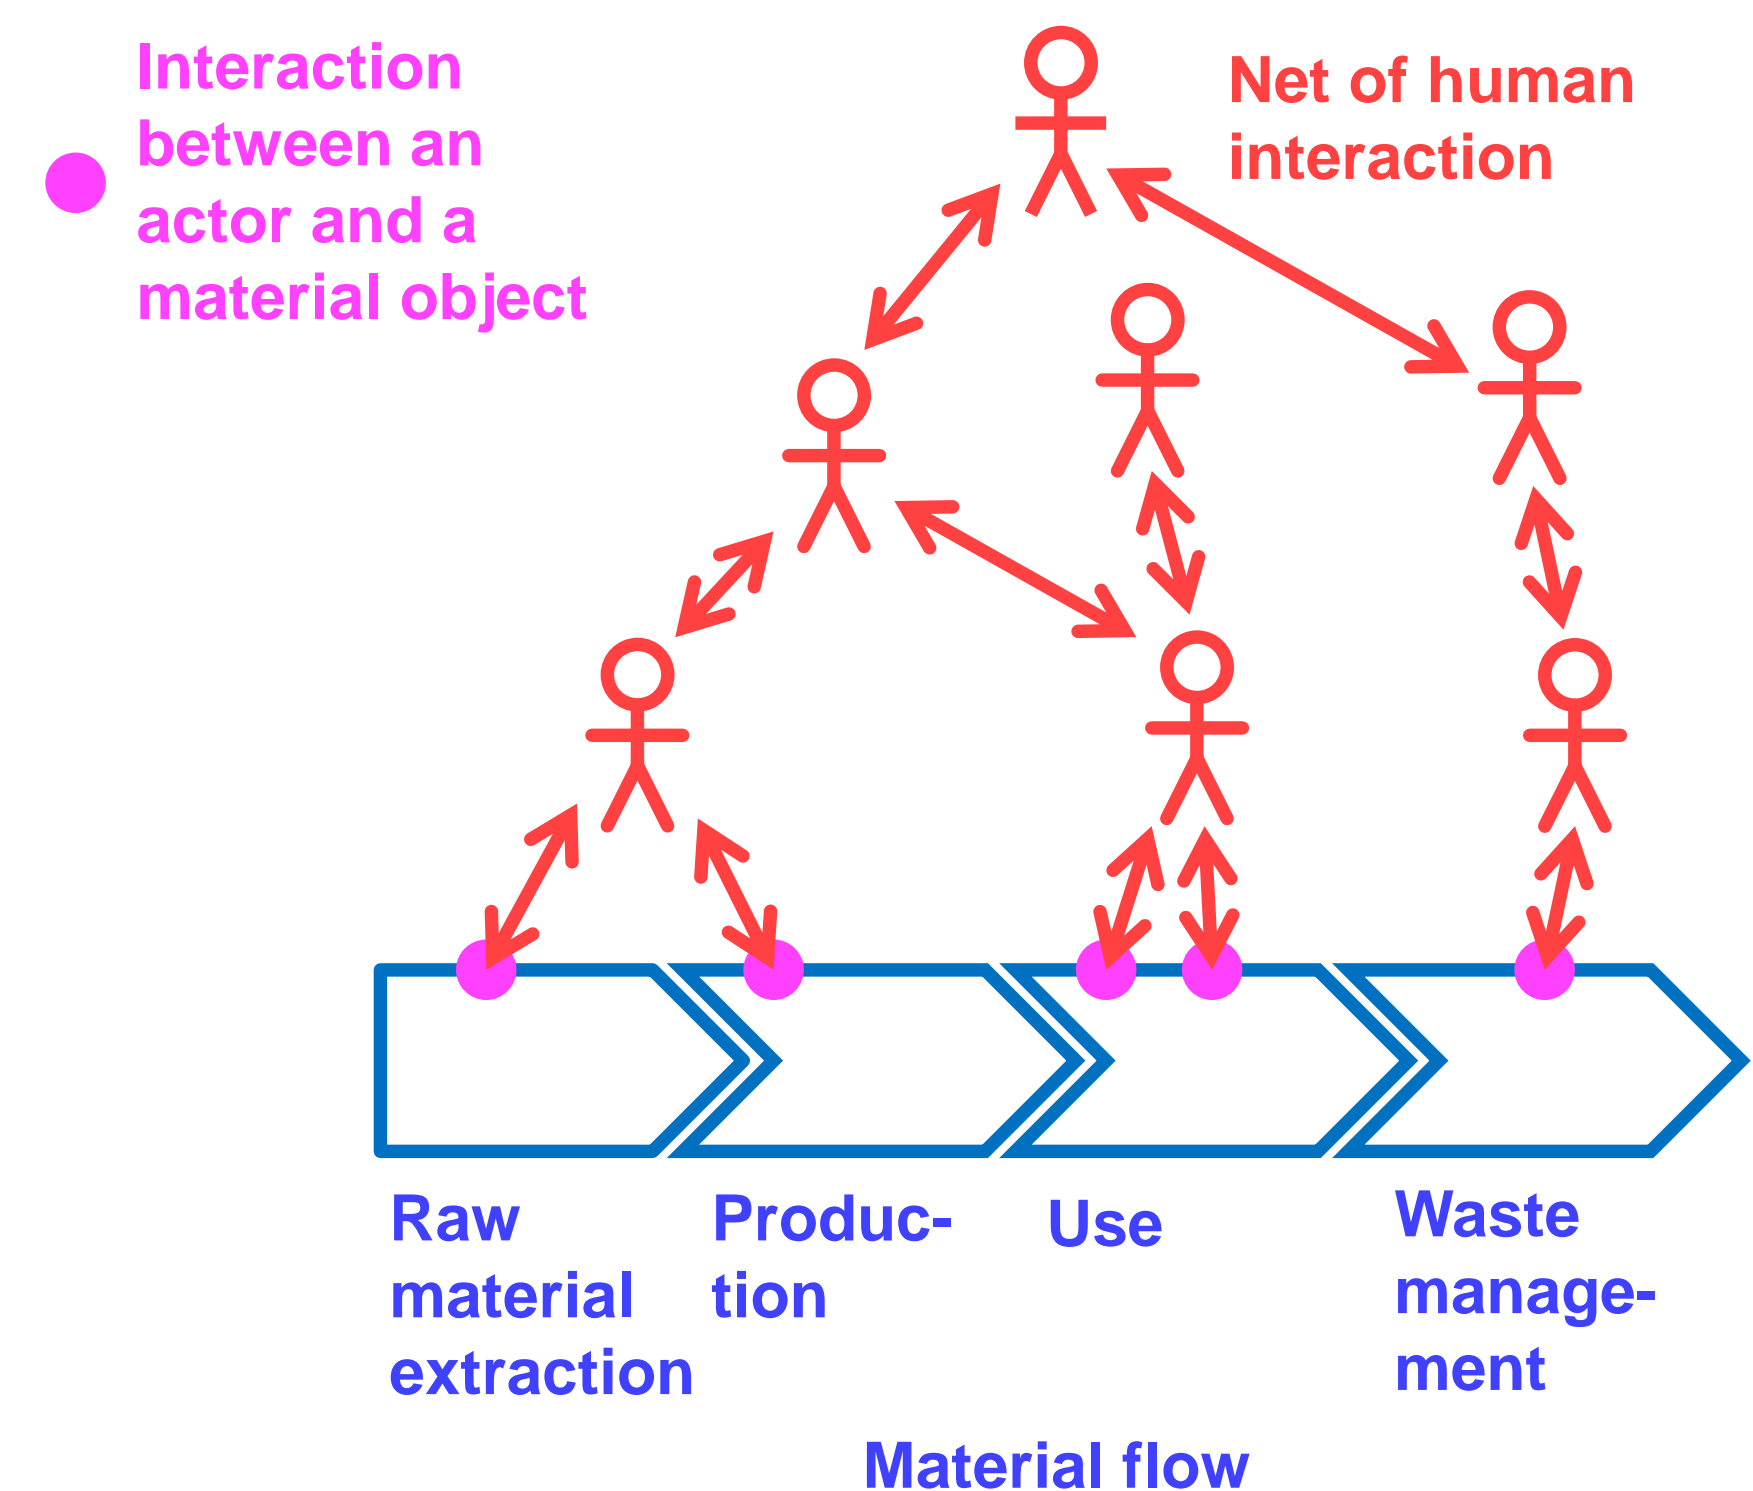 Interaction
between an
actor and a
material object
Net of human
interaction
Raw
material
extraction
Produc-
tion
Use
Waste
manage-
ment
Material flow